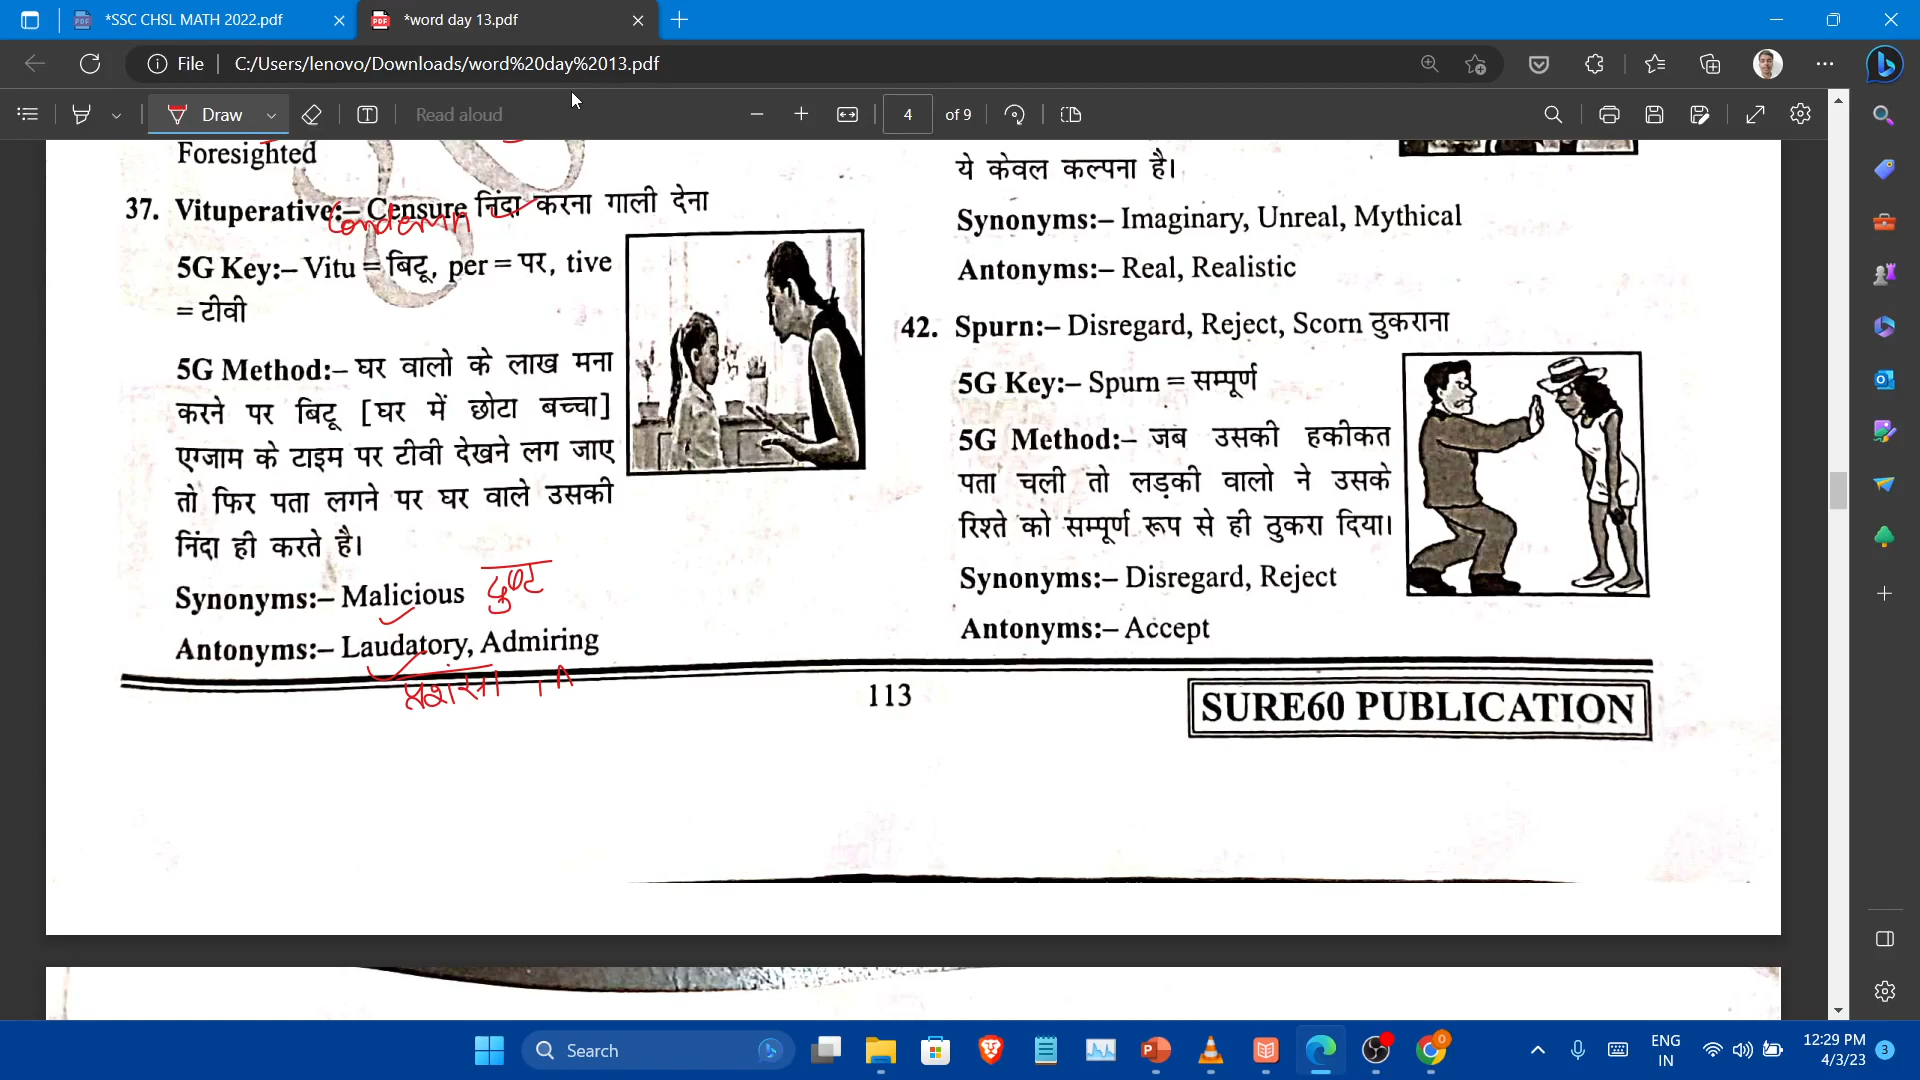 *SSC CHSL MATH 2022.pdf
*word day 13.pdf
File
C:/Users/lenovo/Downloads/word%20day%2013.pdf
Draw
Read aloud
4
of 9
Foresighted
37. Vituperative:– Censure निंदा करना गाली देना
Condemn
5G Key:– Vitu = बिटू, per = पर, tive
= टीवी
5G Method:– घर वालो के लाख मना
करने पर बिटू [घर में छोटा बच्चा]
एग्जाम के टाइम पर टीवी देखने लग जाए
तो फिर पता लगने पर घर वाले उसकी
निंदा ही करते है।
Synonyms:– Malicious दुष्ट
Antonyms:– Laudatory, Admiring
ये केवल कल्पना है।
Synonyms:– Imaginary, Unreal, Mythical
Antonyms:– Real, Realistic
42. Spurn:– Disregard, Reject, Scorn ठुकराना
5G Key:– Spurn = सम्पूर्ण
5G Method:– जब उसकी हकीकत
पता चली तो लड़की वालो ने उसके
रिश्ते को सम्पूर्ण रूप से ही ठुकरा दिया।
Synonyms:– Disregard, Reject
Antonyms:– Accept
113
SURE60 PUBLICATION
Search
0
ENG
IN
12:29 PM
4/3/23
3